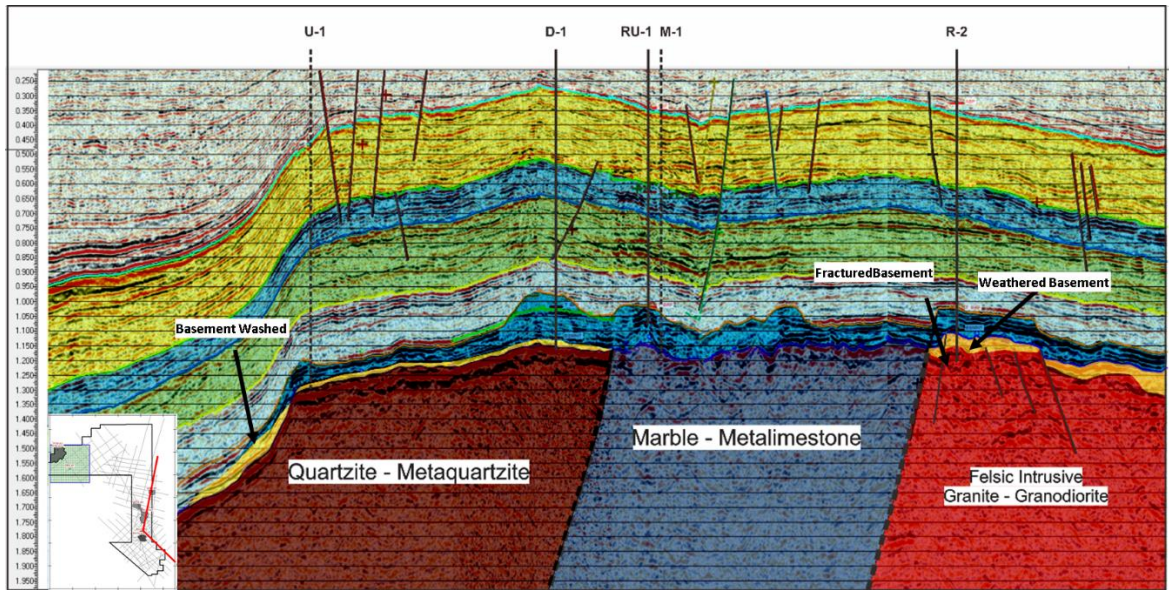 U-1
D-1
RU-1
M-1
R-2
0.250
0.300
0.350
0.400
0.450
0.500
0.550
0.600
0.650
0.700
0.750
0.800
0.850
0.900
0.950
1.000
1.050
1.100
1.150
1.200
1.250
1.300
1.350
1.400
1.450
1.500
1.550
1.600
1.650
1.700
1.750
1.800
1.850
1.900
1.950
FracturedBasement
Weathered Basement
Basement Washed
Quartzite - Metaquartzite
Marble - Metalimestone
Felsic Intrusive
Granite - Granodiorite